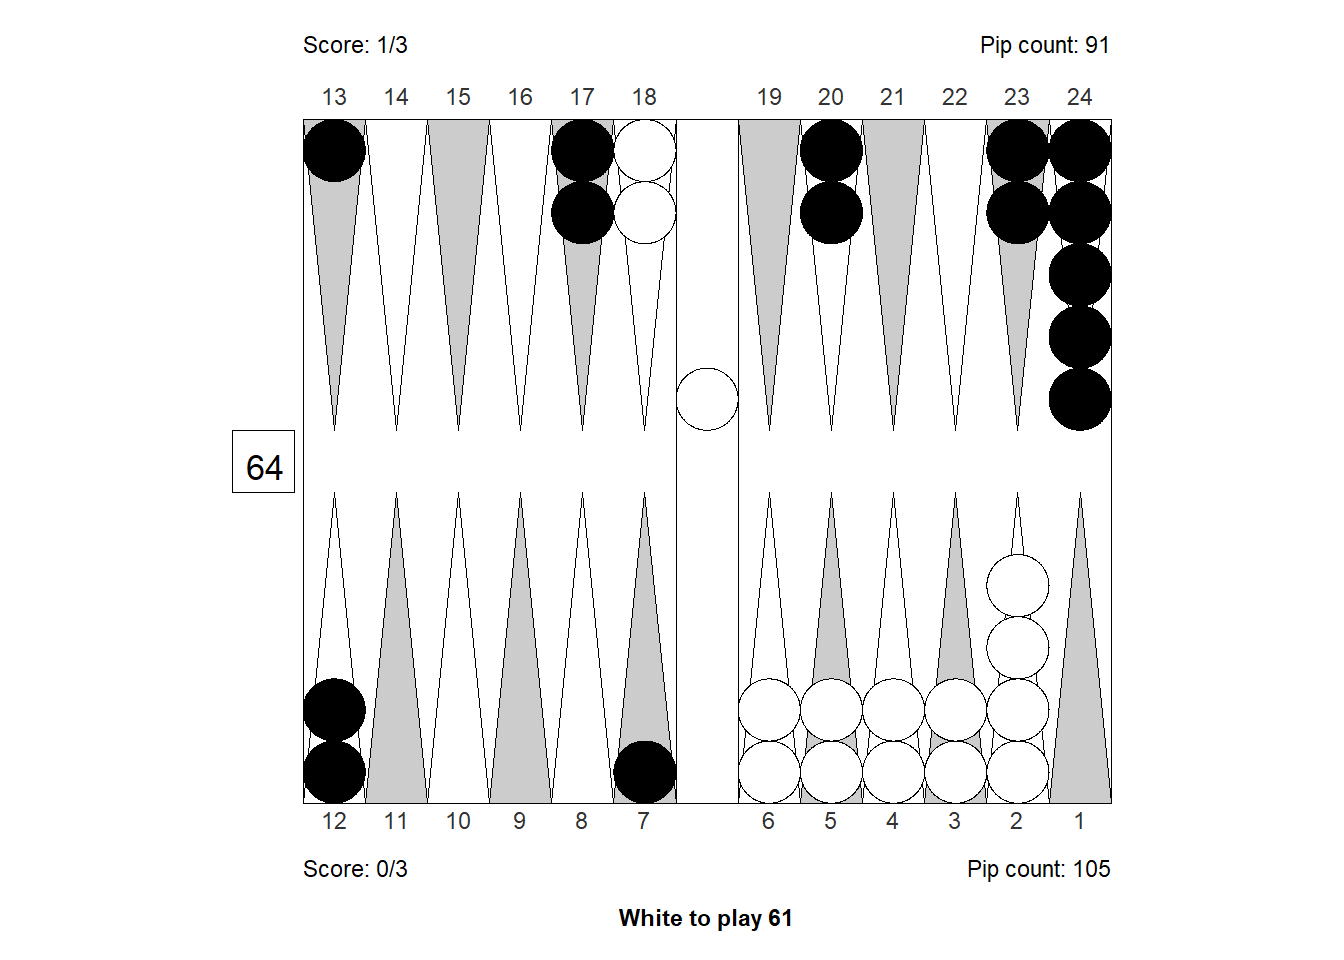 Score: 1/3 Pip count: 91
13 14 15 16 17 18 19 20 21 22 23 24
64
12 11 10 9 8 7 6 5 4 3 2 1
Score: 0/3 Pip count: 105
White to play 61